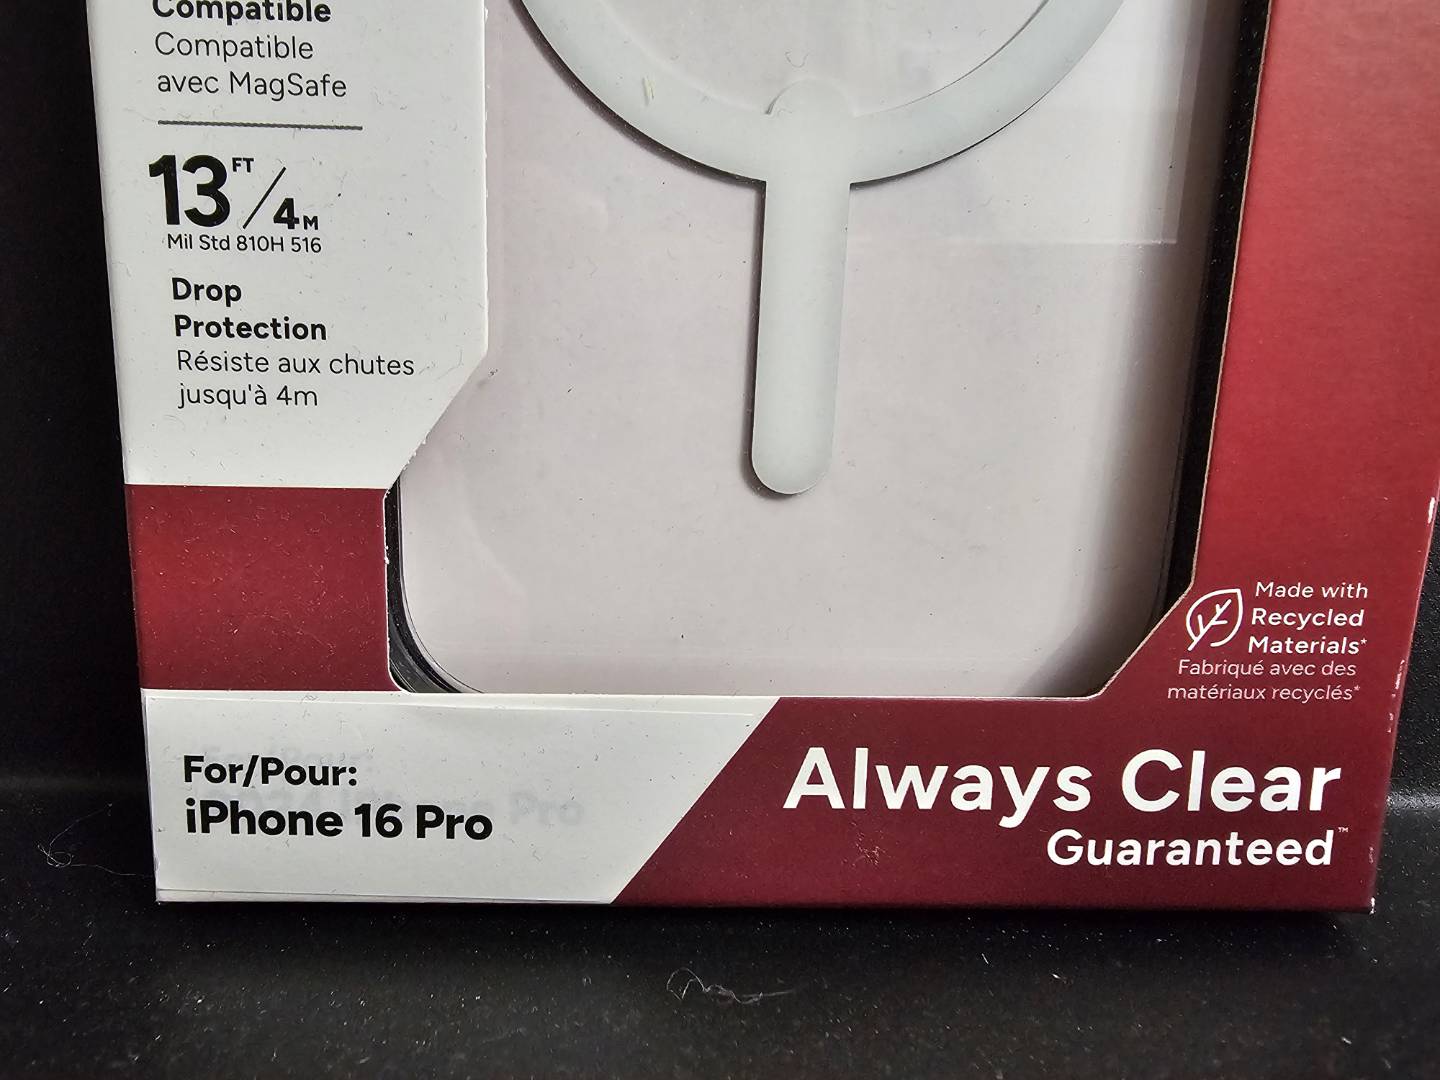 Compatible
Compatible
avec MagSafe
13FT/4M
Mil Std 810H 516
Drop
Protection
Résiste aux chutes
jusqu'à 4m
Made with
Recycled
Materials*
Fabriqué avec des
matériaux recyclés*
For/Pour:
iPhone 16 Pro
Always Clear
Guaranteed™